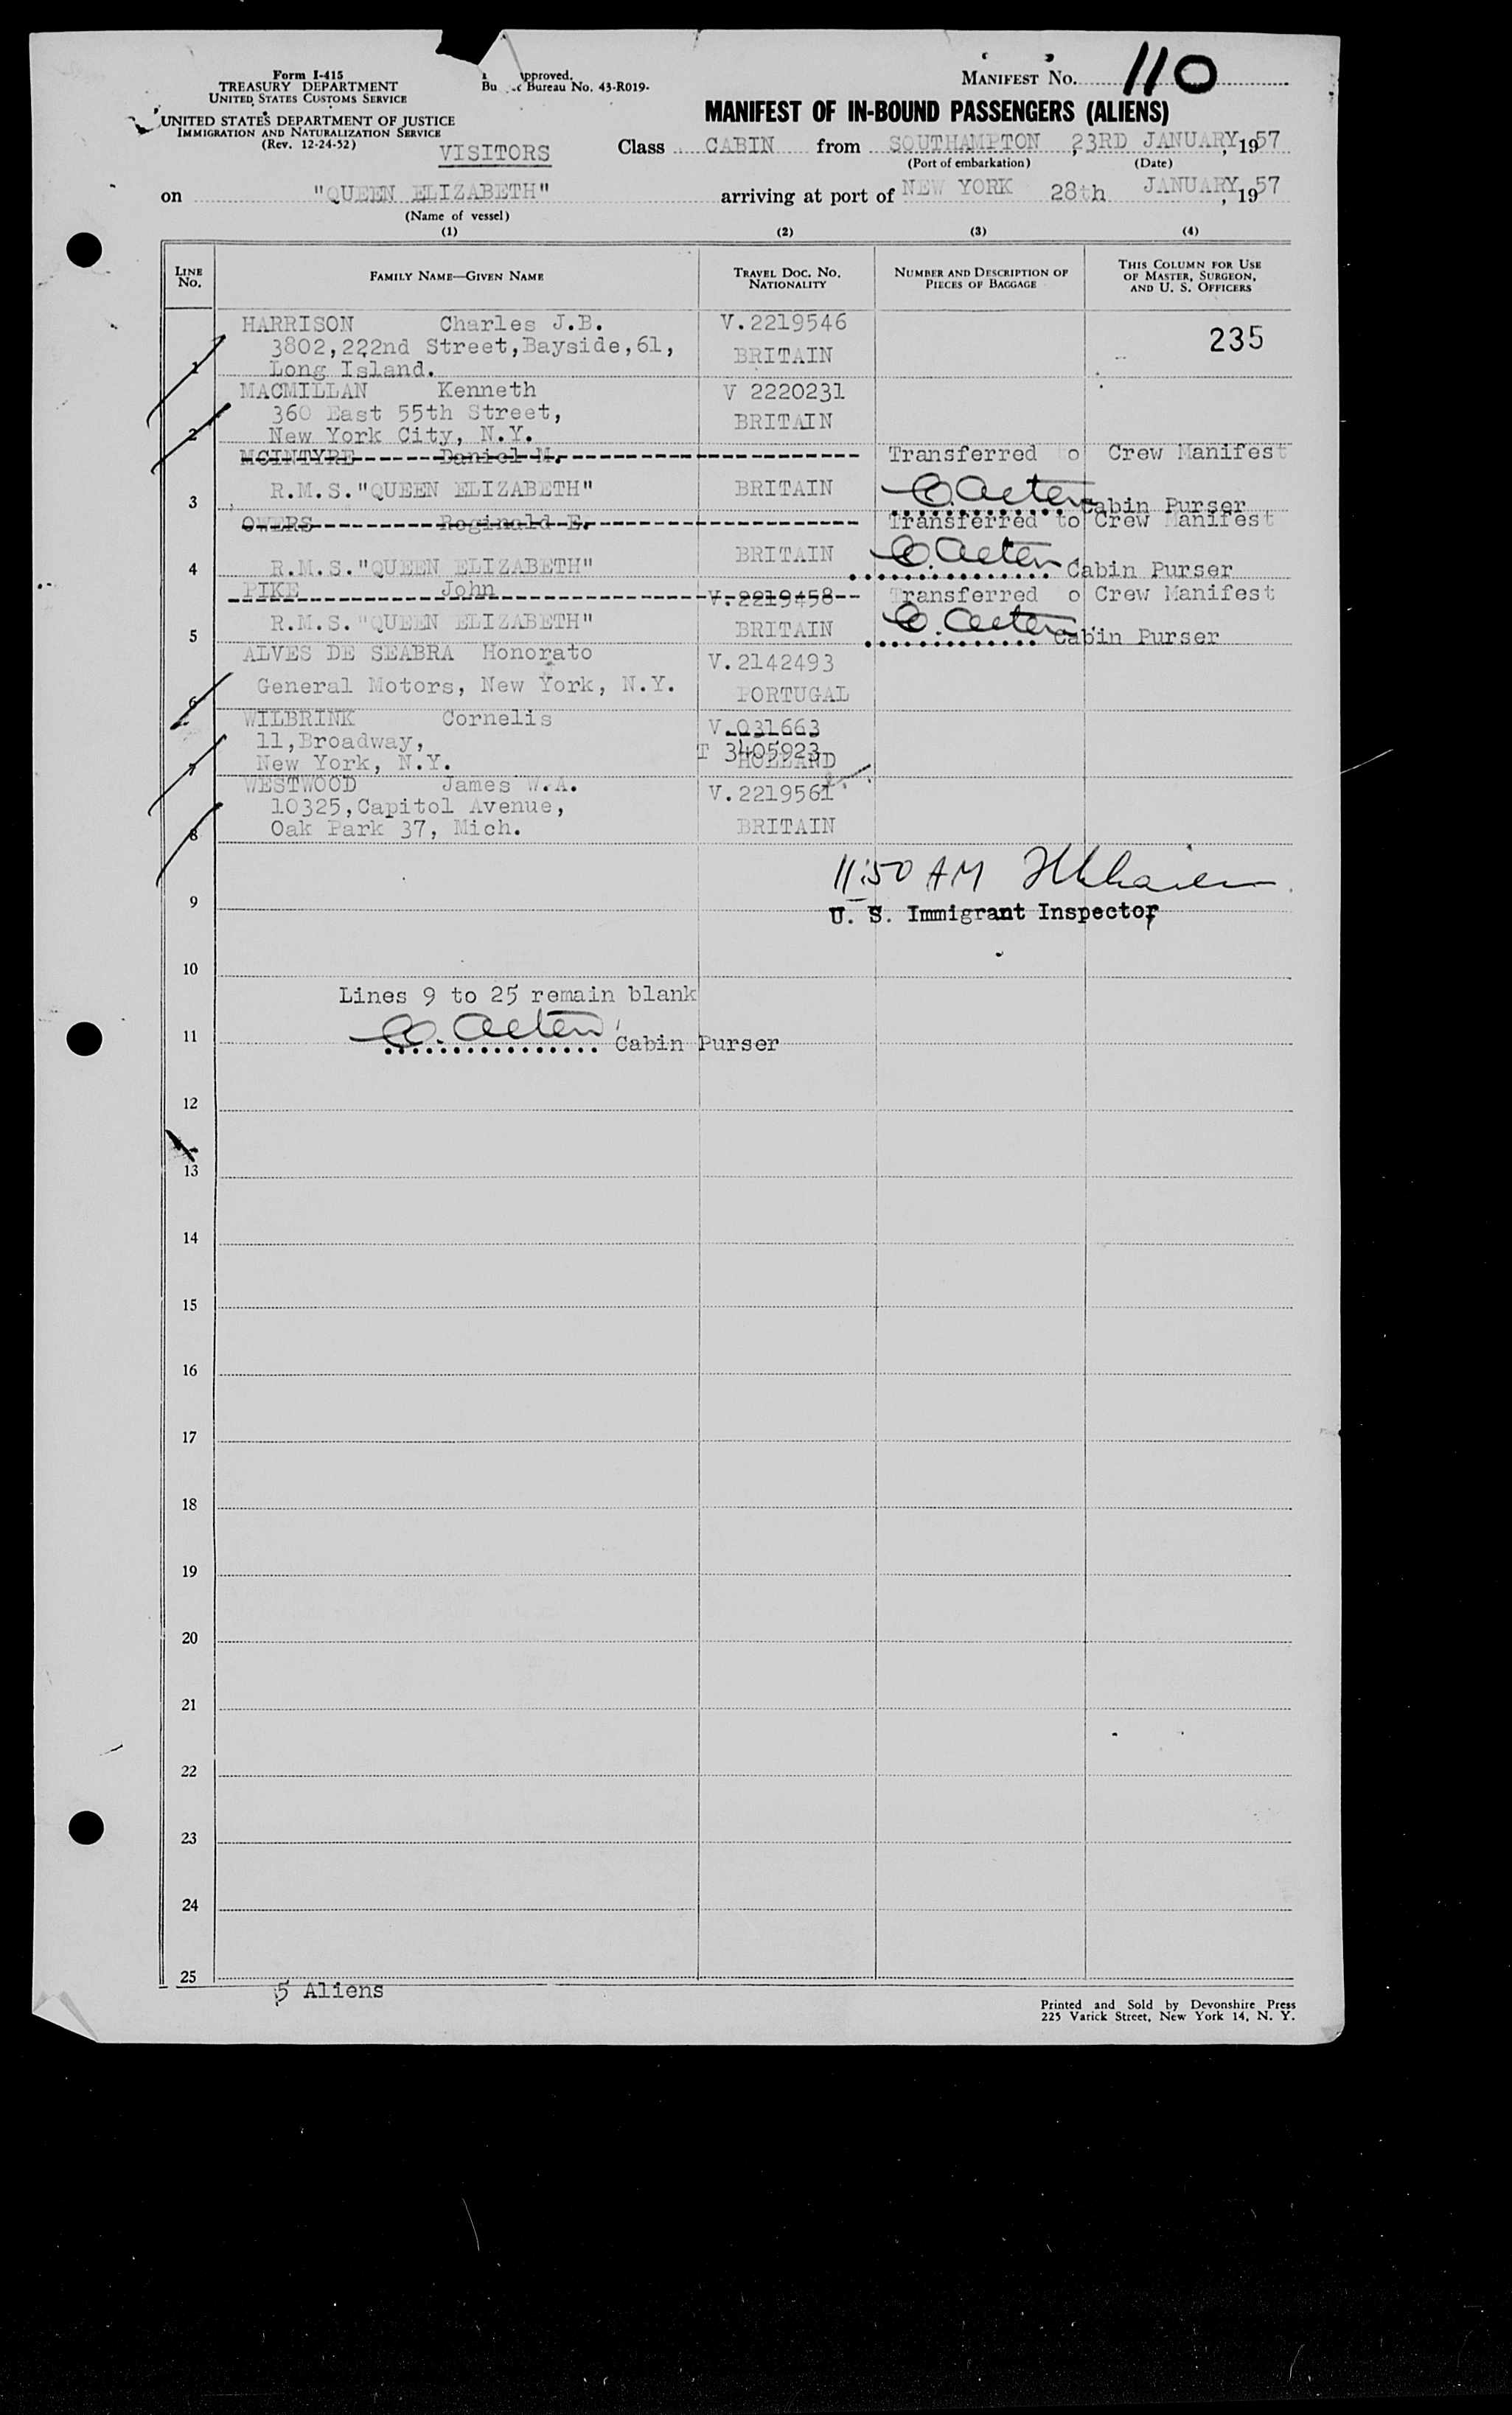 Form I-415
TREASURY DEPARTMENT
UNITED STATES CUSTOMS SERVICE
UNITED STATES DEPARTMENT OF JUSTICE
IMMIGRATION AND NATURALIZATION SERVICE
(Rev. 12-24-52)
pproved.
Bu Bureau No. 43-R019-
MANIFEST NO. 110
MANIFEST OF IN-BOUND PASSENGERS (ALIENS)
VISITORS
Class CABIN from SOUTHAMPTON, 23RD JANUARY, 1957
(Port of embarkation) (Date)
on "QUEEN ELIZABETH" arriving at port of NEW YORK 28th JANUARY, 1957
(Name of vessel)
(1) (2) (3) (4)
LINE NO.
FAMILY NAME—GIVEN NAME
TRAVEL DOC. NO. NATIONALITY
NUMBER AND DESCRIPTION OF PIECES OF BAGGAGE
THIS COLUMN FOR USE OF MASTER, SURGEON, AND U. S. OFFICERS
HARRISON Charles J.B. V.2219546 235
3802,222nd Street,Bayside,61, BRITAIN
1 Long Island.
MACMILLAN Kenneth V 2220231
360 East 55th Street, BRITAIN
2 New York City, N.Y.
MCINTYRE Daniel M. Transferred o Crew Manifest
3 R.M.S."QUEEN ELIZABETH" BRITAIN Cabin Purser
OWERS Reginald E. Transferred to Crew Manifest
4 R.M.S."QUEEN ELIZABETH" BRITAIN Cabin Purser
PIKE John V.2219458 Transferred o Crew Manifest
5 R.M.S."QUEEN ELIZABETH" BRITAIN Cabin Purser
ALVES DE SEABRA Honorato V.2142493
6 General Motors, New York, N.Y. PORTUGAL
WILBRINK Cornelis V.031663
11,Broadway, T 3405923
7 New York, N.Y. HOLLAND
WESTWOOD James W.A. V.2219561
10325,Capitol Avenue,
8 Oak Park 37, Mich. BRITAIN
11:50 AM
9 U. S. Immigrant Inspector
10
Lines 9 to 25 remain blank
11 Cabin Purser
12
13
14
15
16
17
18
19
20
21
22
23
24
25
5 Aliens
Printed and Sold by Devonshire Press
225 Varick Street, New York 14, N. Y.